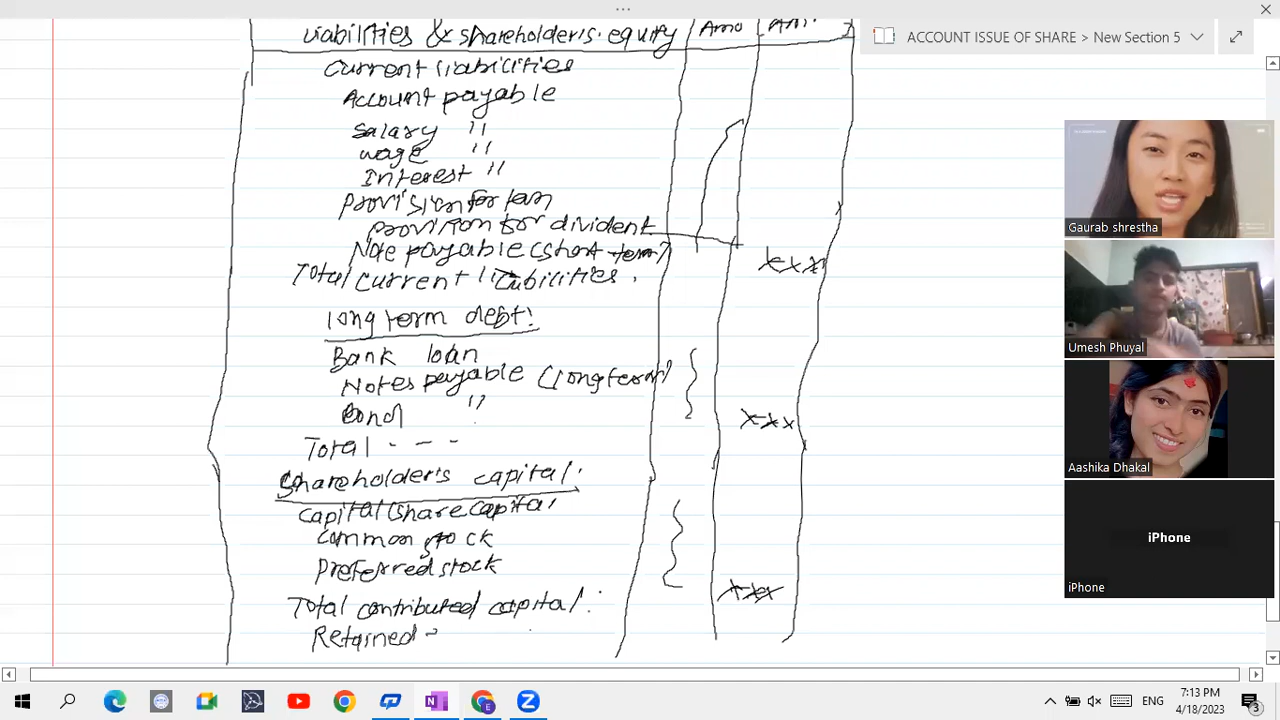 ACCOUNT ISSUE OF SHARE > New Section 5
Liabilities & shareholder's equity Amo Am.
Current liabilities
Account payable
Salary "
wage "
Interest "
provision for
provision for divident
Note payable (short term)
xxx
Total current liabilities.
long term debt:
Bank loan
Notes payable (long term)
Bond "
xxx
Total - - -
Shareholder's capital:
capital (share capital
Common stock
Preferred stock
xxx
Total contributed capital:
Retained
Gaurab shrestha
Umesh Phuyal
Aashika Dhakal
iPhone
iPhone
ENG
7:13 PM
4/18/2023
3